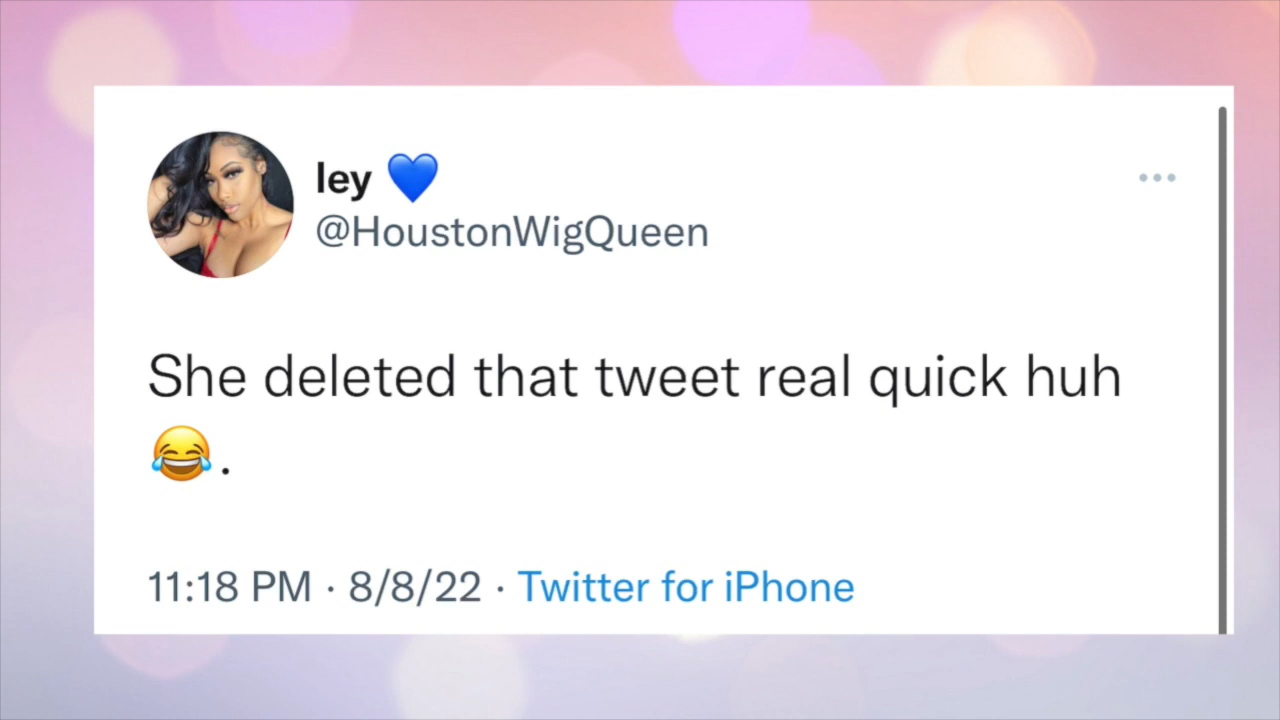 ley 💙
@HoustonWigQueen
She deleted that tweet real quick huh
😂.
11:18 PM · 8/8/22 · Twitter for iPhone